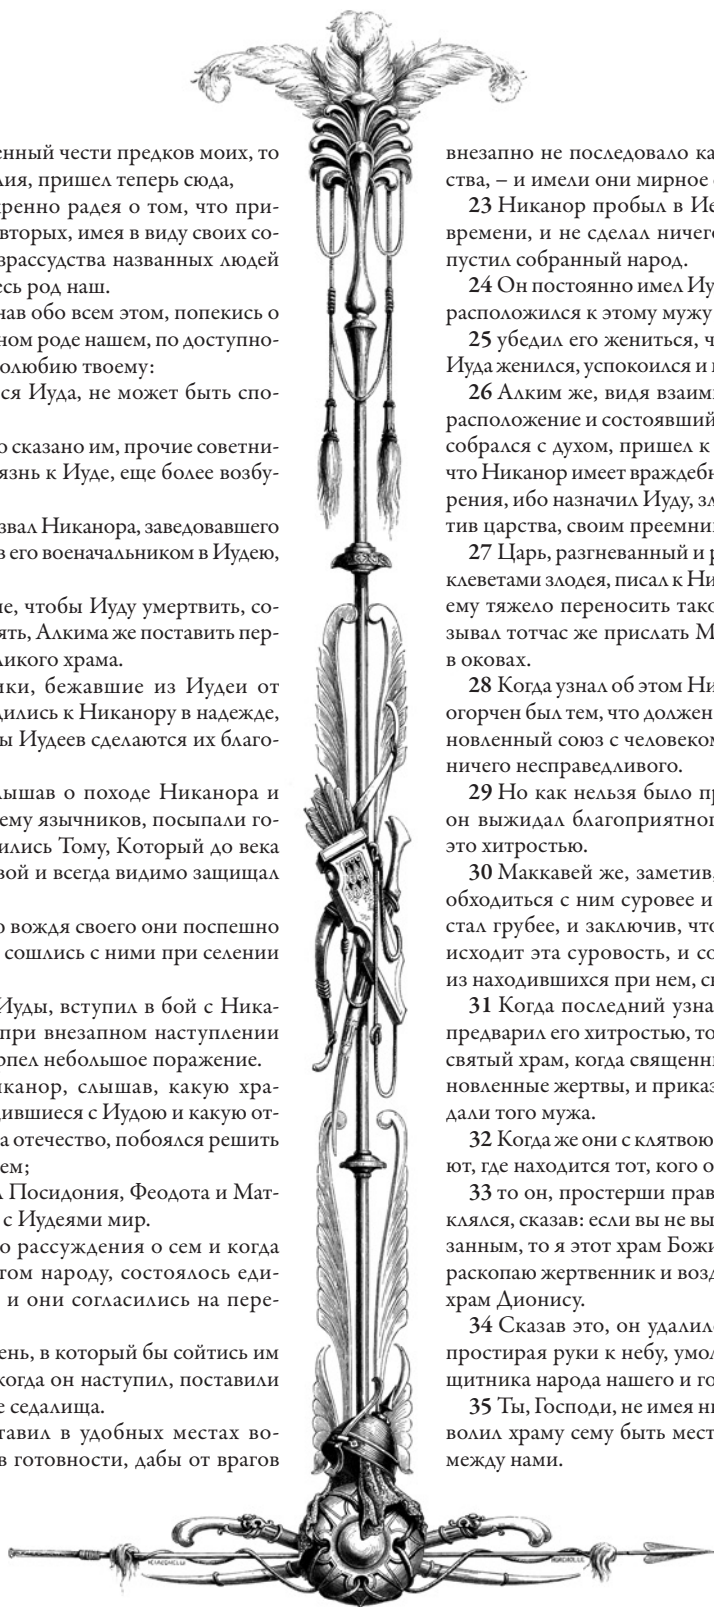 енный чести предков моих, то
лия, пришел теперь сюда,
ренно радея о том, что при-
вторых, имея в виду своих со-
зрассудства названных людей
есь род наш.
нав обо всем этом, попекись о
ном роде нашем, по доступно-
олюбию твоему:
ся Иуда, не может быть спо-
о сказано им, прочие советни-
язнь к Иуде, еще более возбу-
звал Никанора, заведовавшего
в его военачальником в Иудею,
ие, чтобы Иуду умертвить, со-
ять, Алкима же поставить пер-
ликого храма.
ики, бежавшие из Иудеи от
дились к Никанору в надежде,
ы Иудеев сделаются их благо-
лышав о походе Никанора и
ему язычников, посыпали го-
ились Тому, Который до века
вой и всегда видимо защищал
ю вождя своего они поспешно
сошлись с ними при селении
Иуды, вступил в бой с Ника-
при внезапном наступлении
рпел небольшое поражение.
иканор, слышав, какую хра-
дившиеся с Иудою и какую от-
а отечество, побоялся решить
ем;
л Посидония, Феодота и Мат-
с Иудеями мир.
о рассуждения о сем и когда
том народу, состоялось еди-
и они согласились на пере-
ень, в который бы сойтись им
когда он наступил, поставили
е седалища.
тавил в удобных местах во-
в готовности, дабы от врагов
внезапно не последовало ка
ства, – и имели они мирное
23 Никанор пробыл в Ие
времени, и не сделал ничего
пустил собранный народ.
24 Он постоянно имел Иу
расположился к этому мужу
25 убедил его жениться, ч
Иуда женился, успокоился и
26 Алким же, видя взаим
расположение и состоявший
собрался с духом, пришел к
что Никанор имеет враждебн
рения, ибо назначил Иуду, зл
тив царства, своим преемник
27 Царь, разгневанный и р
клеветами злодея, писал к Ни
ему тяжело переносить тако
зывал тотчас же прислать М
в оковах.
28 Когда узнал об этом Ни
огорчен был тем, что должен
новленный союз с человеком
ничего несправедливого.
29 Но как нельзя было пр
он выжидал благоприятног
это хитростью.
30 Маккавей же, заметив,
обходиться с ним суровее и
стал грубее, и заключив, что
исходит эта суровость, и со
из находившихся при нем, ск
31 Когда последний узна
предварил его хитростью, то
святый храм, когда священни
новленные жертвы, и приказ
дали того мужа.
32 Когда же они с клятвою
ют, где находится тот, кого о
33 то он, простерши прав
клялся, сказав: если вы не вы
занным, то я этот храм Божи
раскопаю жертвенник и возд
храм Дионису.
34 Сказав это, он удалилс
простирая руки к небу, умол
щитника народа нашего и го
35 Ты, Господи, не имея ни
волил храму сему быть мест
между нами.